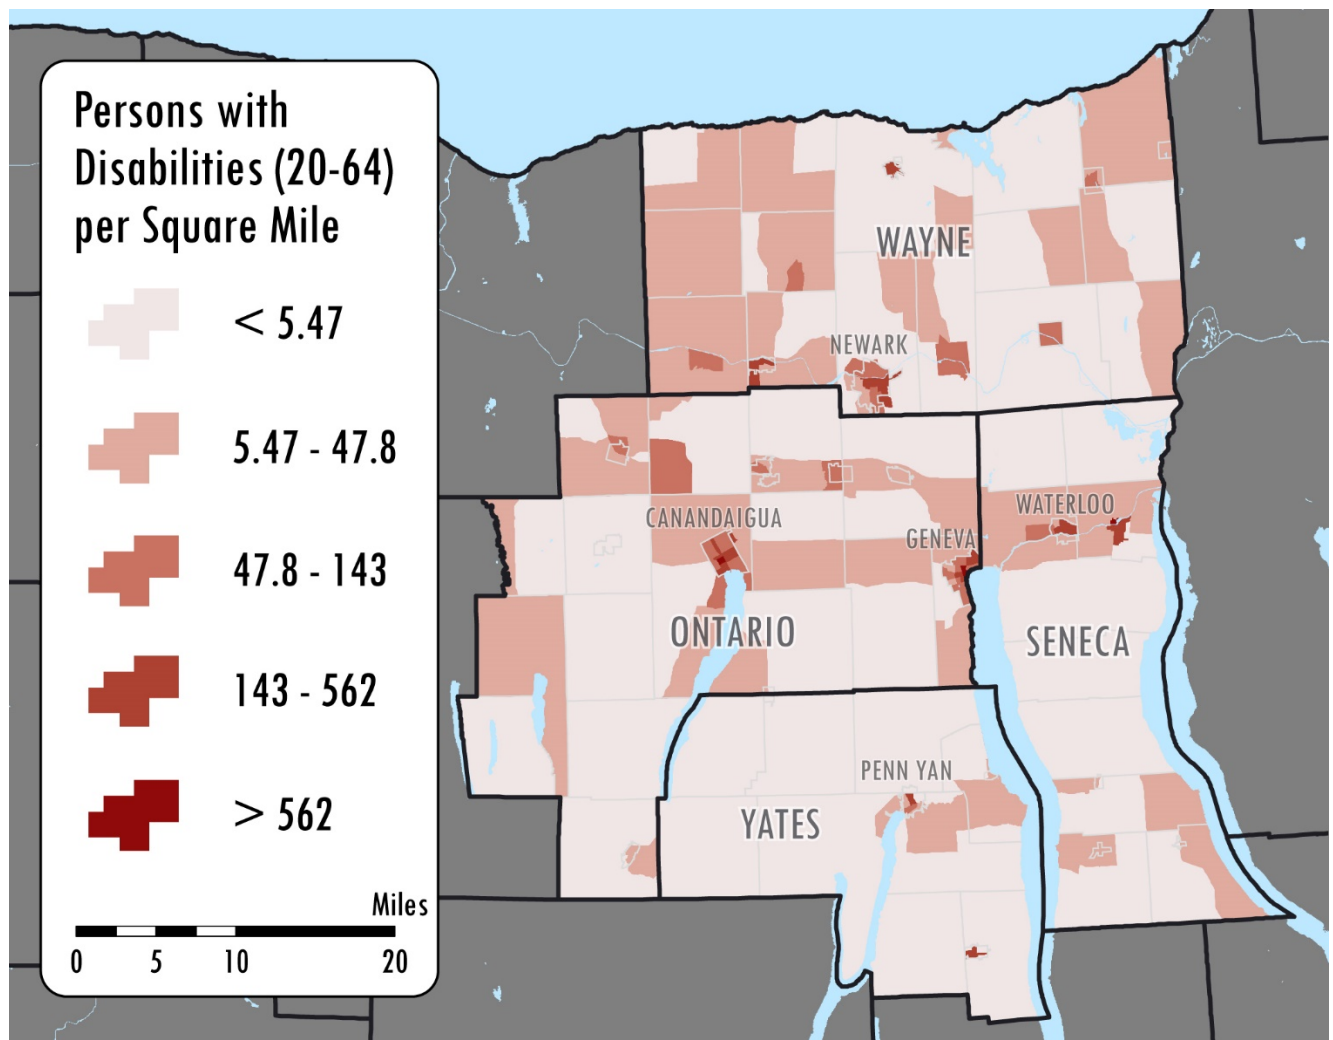 Persons with
Disabilities (20-64)
per Square Mile
< 5.47
5.47 - 47.8
47.8 - 143
143 - 562
> 562
Miles
0 5 10 20
WAYNE
NEWARK
CANANDAIGUA
GENEVA
WATERLOO
ONTARIO
SENECA
PENN YAN
YATES